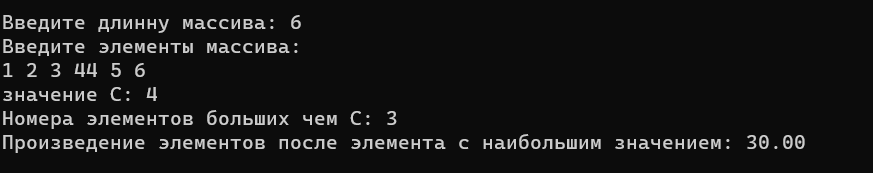 Введите длинну массива: 6
Введите элементы массива:
1 2 3 44 5 6
значение С: 4
Номера элементов больших чем С: 3
Произведение элементов после элемента с наибольшим значением: 30.00